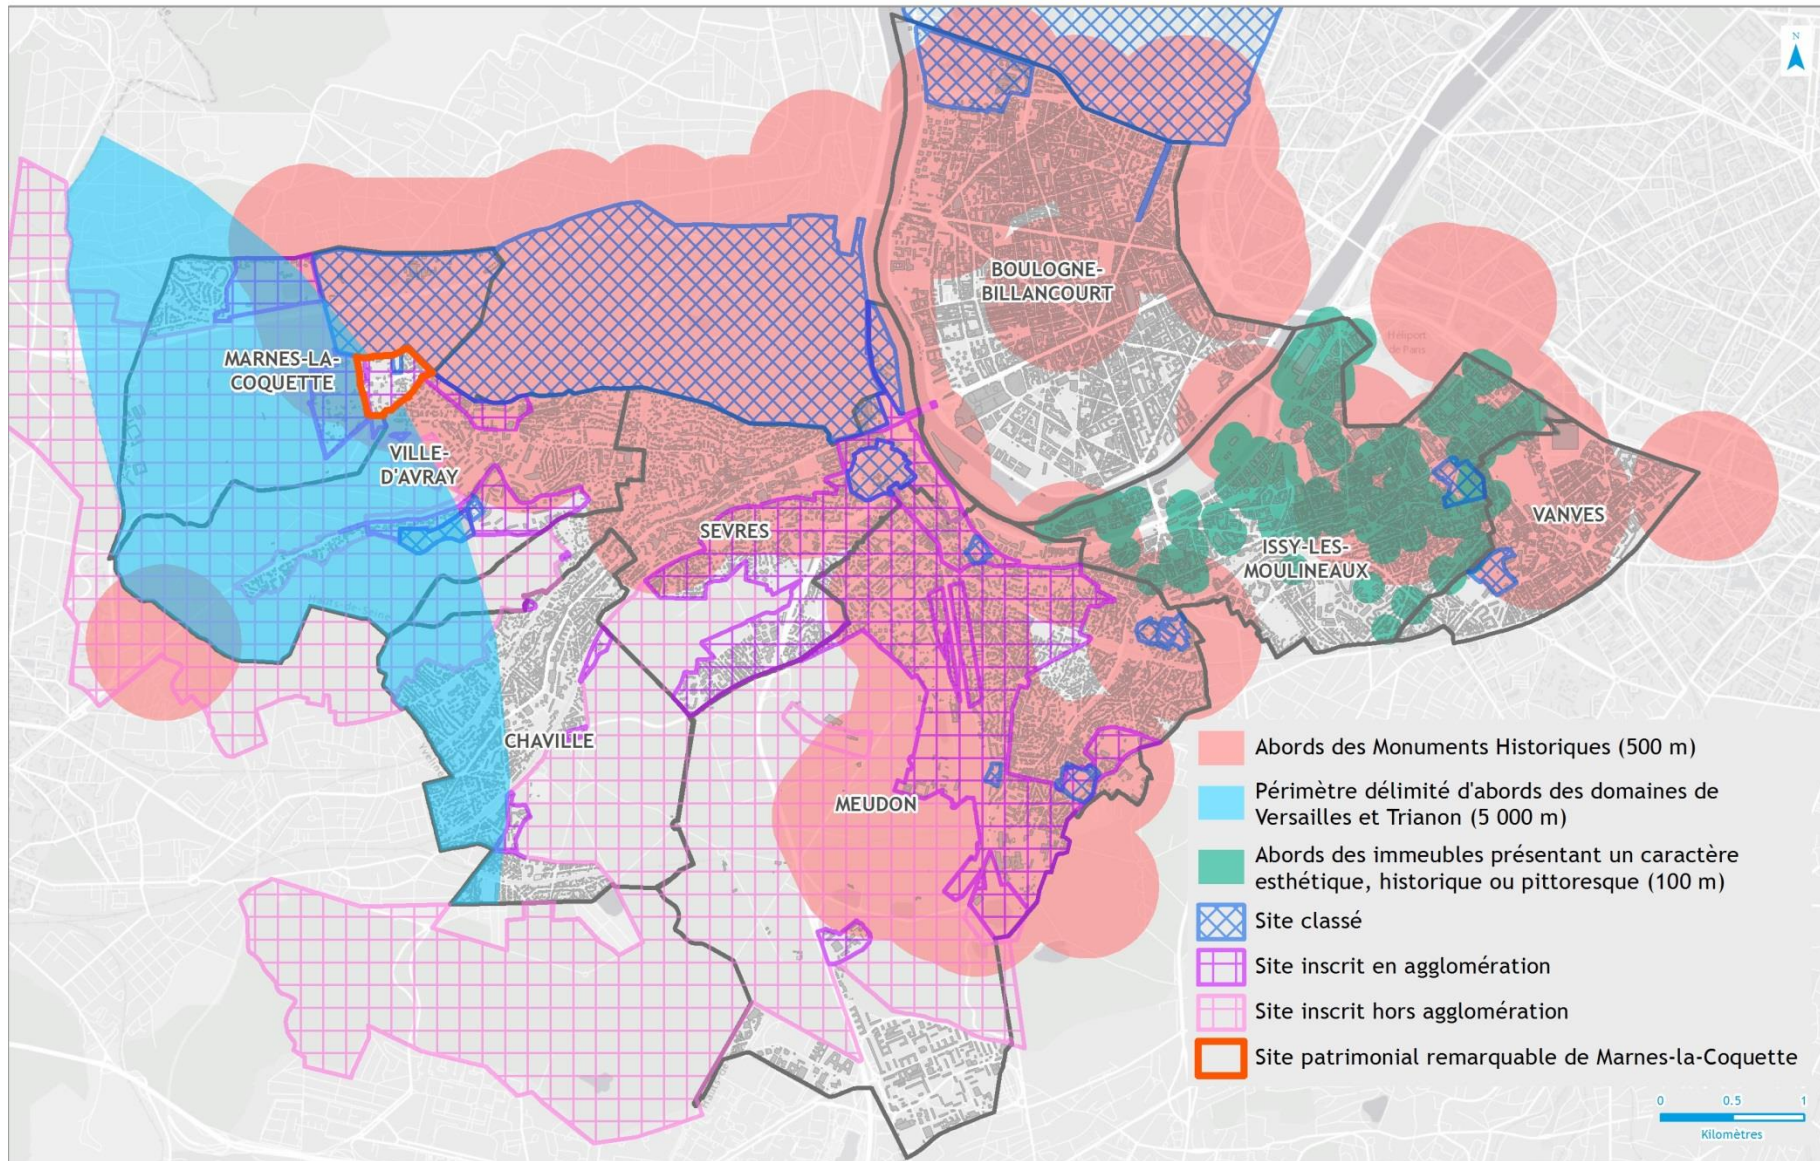 N
BOULOGNE-
BILLANCOURT
Héliport
de Paris
MARNES-LA-
COQUETTE
VILLE-
D'AVRAY
SEVRES
VANVES
ISSY-LES-
MOULINEAUX
CHAVILLE
MEUDON
Abords des Monuments Historiques (500 m)
Périmètre délimité d'abords des domaines de
Versailles et Trianon (5 000 m)
Abords des immeubles présentant un caractère
esthétique, historique ou pittoresque (100 m)
Site classé
Site inscrit en agglomération
Site inscrit hors agglomération
Site patrimonial remarquable de Marnes-la-Coquette
0 0.5 1
Kilomètres